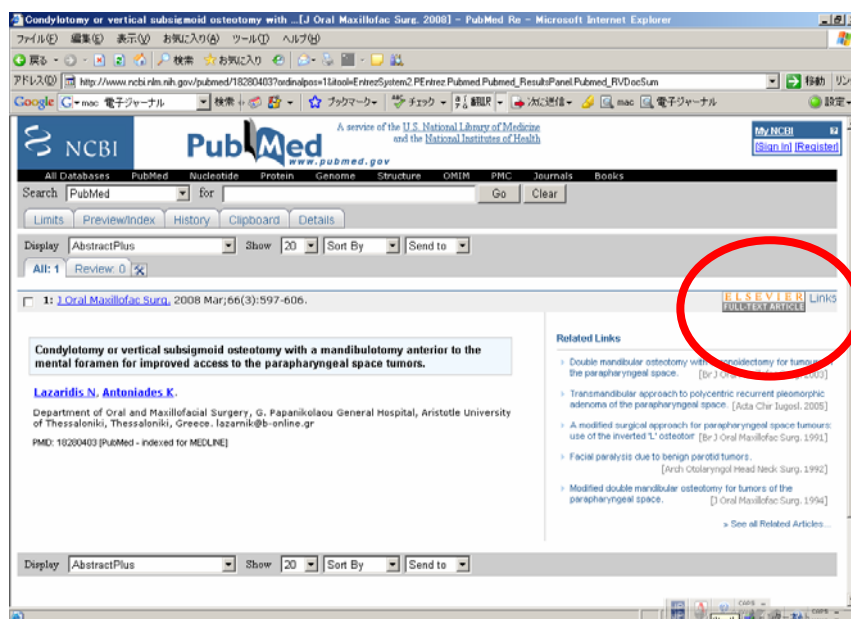 Condylotomy or vertical subsigmoid osteotomy with ...[J Oral Maxillofac Surg. 2008] - PubMed Re - Microsoft Internet Explorer
ファイル(F) 編集(E) 表示(V) お気に入り(A) ツール(T) ヘルプ(H)
戻る 検索 お気に入り
アドレス(D) http://www.ncbi.nlm.nih.gov/pubmed/18280403?ordinalpos=1&itool=EntrezSystem2.PEntrez.Pubmed.Pubmed_ResultsPanel.Pubmed_RVDocSum 移動 リン
Google mac 電子ジャーナル 検索 ブックマーク チェック 翻訳 次に送信 mac 電子ジャーナル 設定
NCBI
PubMed
www.pubmed.gov
A service of the U.S. National Library of Medicine
and the National Institutes of Health
My NCBI
[Sign In] [Register]
All Databases PubMed Nucleotide Protein Genome Structure OMIM PMC Journals Books
Search PubMed for Go Clear
Limits Preview/Index History Clipboard Details
Display AbstractPlus Show 20 Sort By Send to
All: 1 Review: 0
1: J Oral Maxillofac Surg. 2008 Mar;66(3):597-606.
ELSEVIER
FULL-TEXT ARTICLE
Links
Condylotomy or vertical subsigmoid osteotomy with a mandibulotomy anterior to the
mental foramen for improved access to the parapharyngeal space tumors.
Lazaridis N, Antoniades K.
Department of Oral and Maxillofacial Surgery, G. Papanikolaou General Hospital, Aristotle University
of Thessaloniki, Thessaloniki, Greece. lazarnik@b-online.gr
PMID: 18280403 [PubMed - indexed for MEDLINE]
Related Links
Double mandibular osteotomy with coronoidectomy for tumours in
the parapharyngeal space. [Br J Oral Maxillofac Surg. 2003]
Transmandibular approach to polycentric recurrent pleomorphic
adenoma of the parapharyngeal space. [Acta Chir Iugosl. 2005]
A modified surgical approach for parapharyngeal space tumours:
use of the inverted 'L' osteotor [Br J Oral Maxillofac Surg. 1991]
Facial paralysis due to benign parotid tumors.
[Arch Otolaryngol Head Neck Surg. 1992]
Modified double mandibular osteotomy for tumors of the
parapharyngeal space. [J Oral Maxillofac Surg. 1994]
» See all Related Articles...
Display AbstractPlus Show 20 Sort By Send to
CAPS